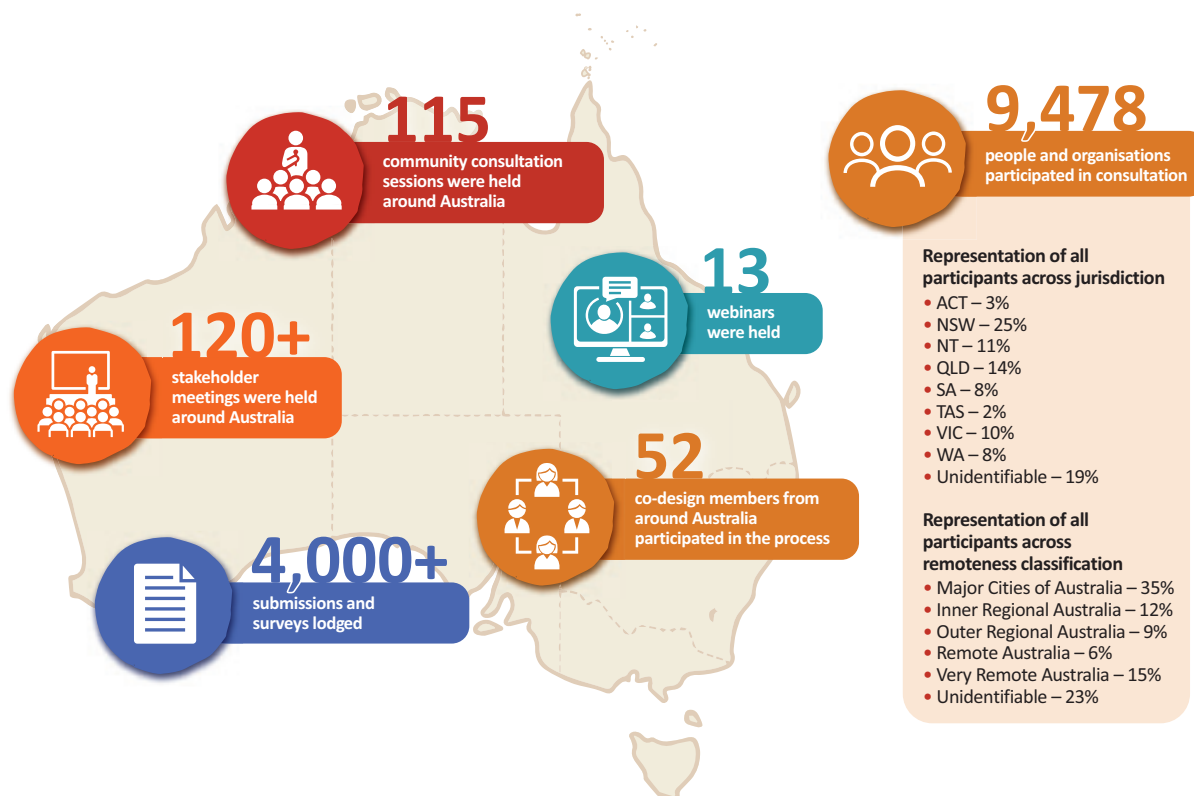 115
community consultation
sessions were held
around Australia
9,478
people and organisations
participated in consultation
13
webinars
were held
120+
stakeholder
meetings were held
around Australia
52
co-design members from
around Australia
participated in the process
4,000+
submissions and
surveys lodged
Representation of all
participants across jurisdiction
• ACT – 3%
• NSW – 25%
• NT – 11%
• QLD – 14%
• SA – 8%
• TAS – 2%
• VIC – 10%
• WA – 8%
• Unidentifiable – 19%
Representation of all
participants across
remoteness classification
• Major Cities of Australia – 35%
• Inner Regional Australia – 12%
• Outer Regional Australia – 9%
• Remote Australia – 6%
• Very Remote Australia – 15%
• Unidentifiable – 23%